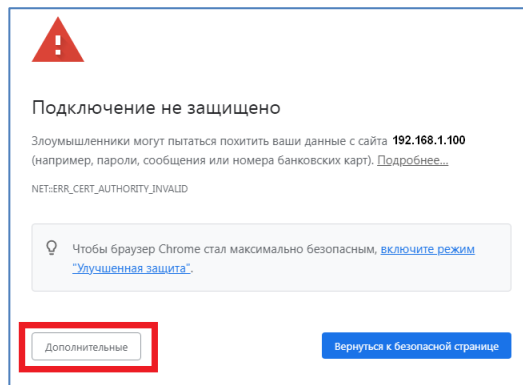 Подключение не защищено
Злоумышленники могут пытаться похитить ваши данные с сайта 192.168.1.100
(например, пароли, сообщения или номера банковских карт). Подробнее...
NET::ERR_CERT_AUTHORITY_INVALID
Чтобы браузер Chrome стал максимально безопасным, включите режим
"Улучшенная защита".
Дополнительные
Вернуться к безопасной странице